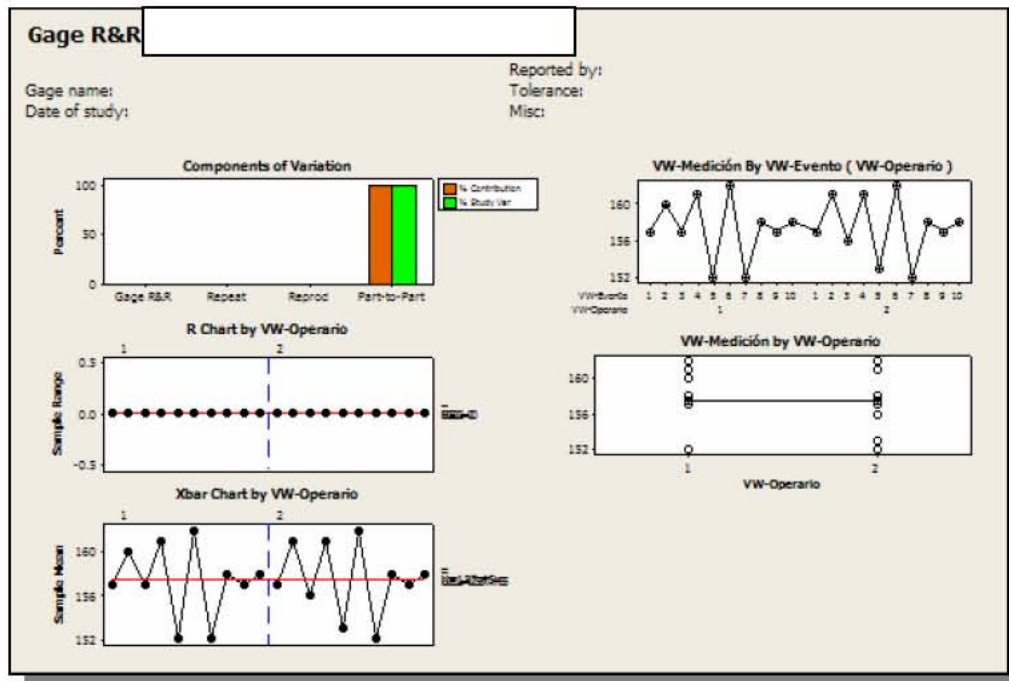 Gage R&R
Reported by:
Gage name:
Tolerance:
Date of study:
Misc:
Components of Variation
100
50
0
Percent
Gage R&R Repeat Reprod Part-to-Part
% Contribution
% Study Var
R Chart by VW-Operario
1 2
0.5
0.0
-0.5
Sample Range
Xbar Chart by VW-Operario
1 2
160
156
152
Sample Mean
VW-Medición By VW-Evento ( VW-Operario )
160
156
152
VW-Evento 1 2 3 4 5 6 7 8 9 10 1 2 3 4 5 6 7 8 9 10
VW-Operario 1 2
VW-Medición by VW-Operario
160
156
152
1 2
VW-Operario